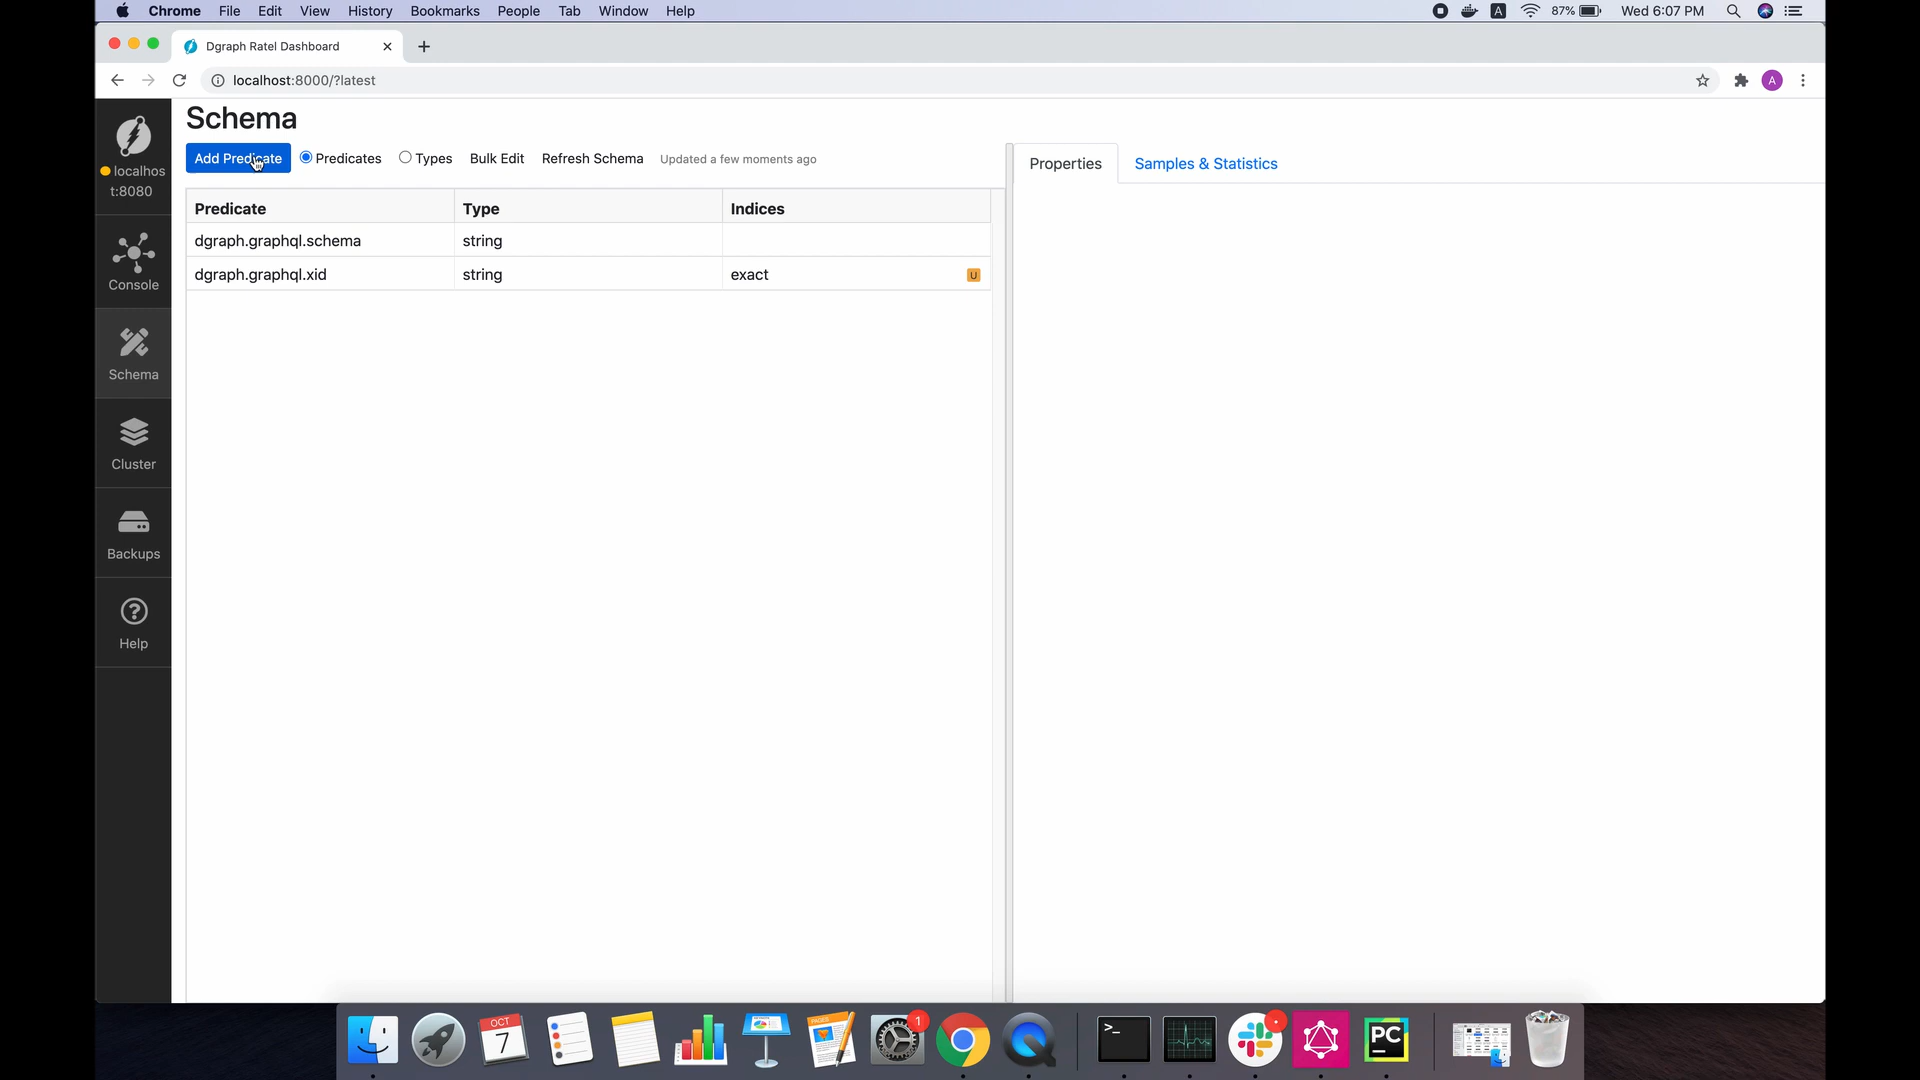 Chrome File Edit View History Bookmarks People Tab Window Help
A 87% Wed 6:07 PM
Dgraph Ratel Dashboard
localhost:8000/?latest
A
Schema
localhos
t:8080
Console
Schema
Cluster
Backups
Help
Add Predicate Predicates Types Bulk Edit Refresh Schema Updated a few moments ago
Predicate Type Indices
dgraph.graphql.schema string
dgraph.graphql.xid string exact U
Properties Samples & Statistics
OCT
7
PAGES
1
>_
PC